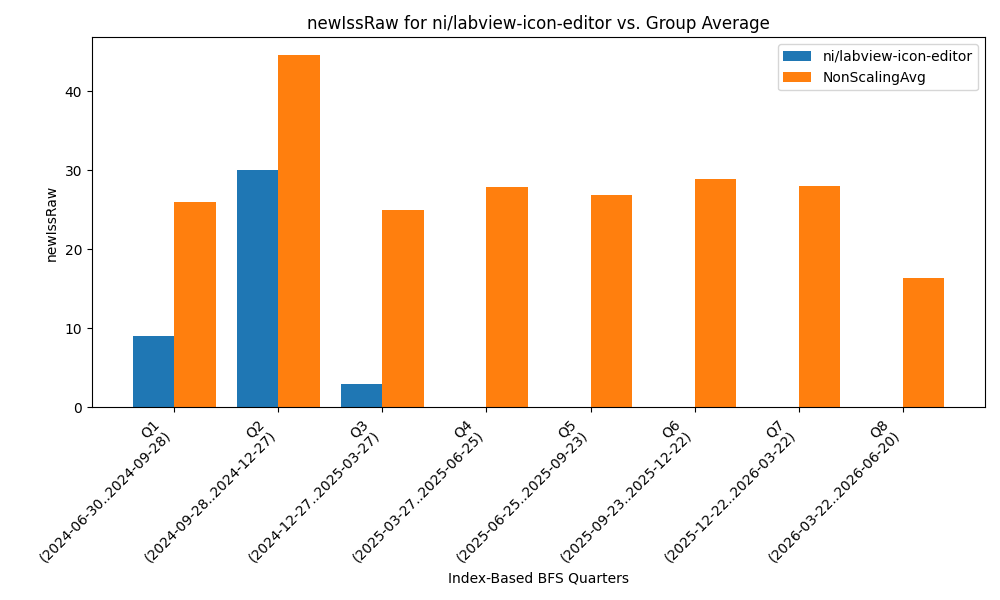 newIssRaw for ni/labview-icon-editor vs. Group Average
ni/labview-icon-editor
NonScalingAvg
newIssRaw
40
30
20
10
0
Q1
(2024-06-30..2024-09-28)
Q2
(2024-09-28..2024-12-27)
Q3
(2024-12-27..2025-03-27)
Q4
(2025-03-27..2025-06-25)
Q5
(2025-06-25..2025-09-23)
Q6
(2025-09-23..2025-12-22)
Q7
(2025-12-22..2026-03-22)
Q8
(2026-03-22..2026-06-20)
Index-Based BFS Quarters